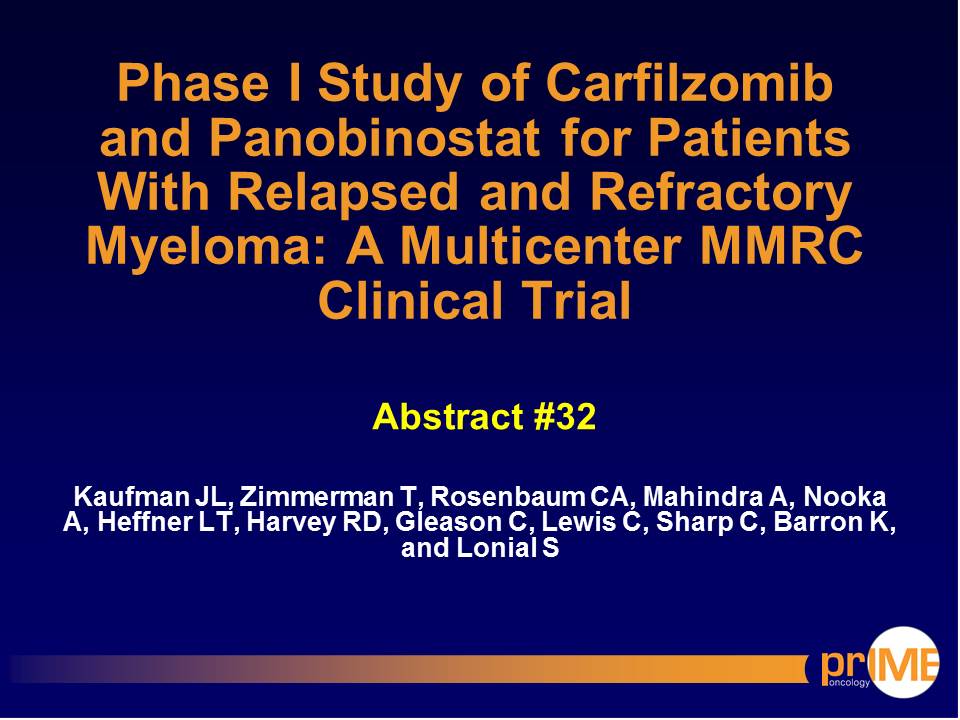 Phase I Study of Carfilzomib
and Panobinostat for Patients
With Relapsed and Refractory
Myeloma: A Multicenter MMRC
Clinical Trial
Abstract #32
Kaufman JL, Zimmerman T, Rosenbaum CA, Mahindra A, Nooka
A, Heffner LT, Harvey RD, Gleason C, Lewis C, Sharp C, Barron K,
and Lonial S
prIME
oncology